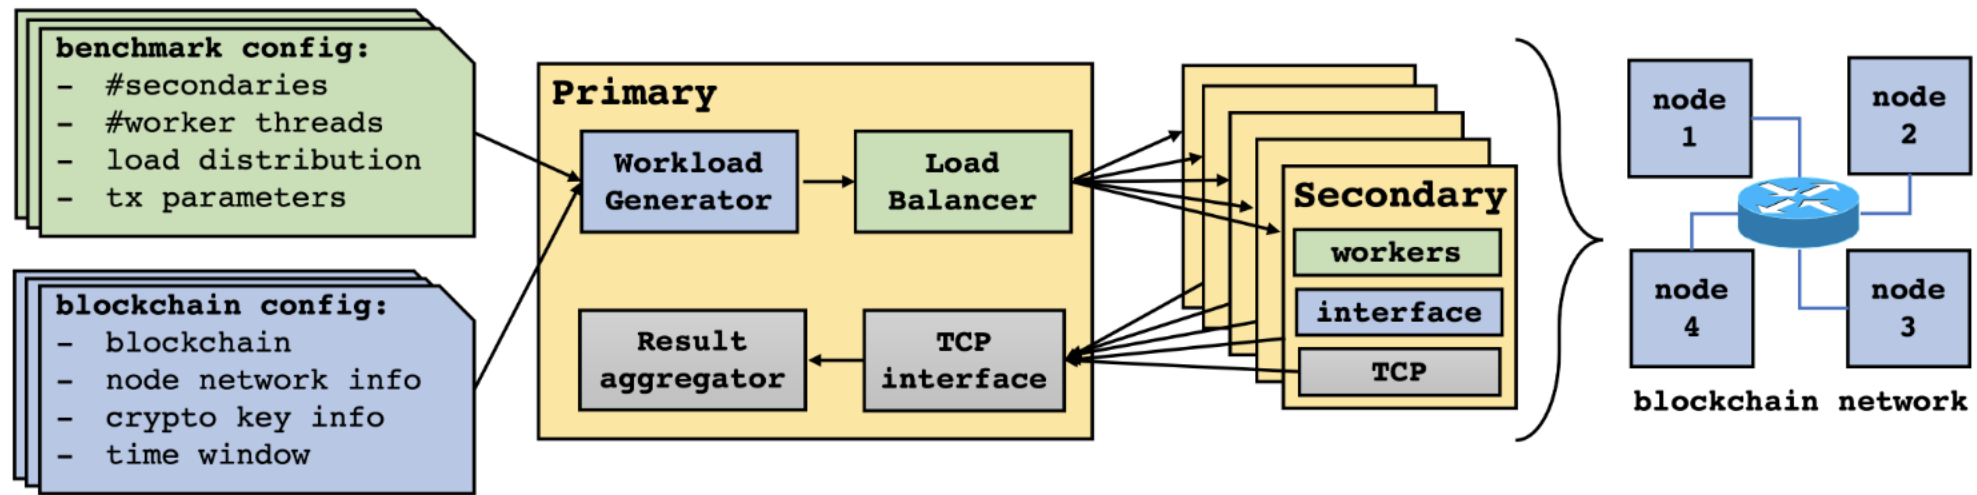 benchmark config:
- #secondaries
- #worker threads
- load distribution
- tx parameters
blockchain config:
- blockchain
- node network info
- crypto key info
- time window
Primary
Workload
Generator
Load
Balancer
Result
aggregator
TCP
interface
Secondary
workers
interface
TCP
node
1
node
2
node
4
node
3
blockchain network